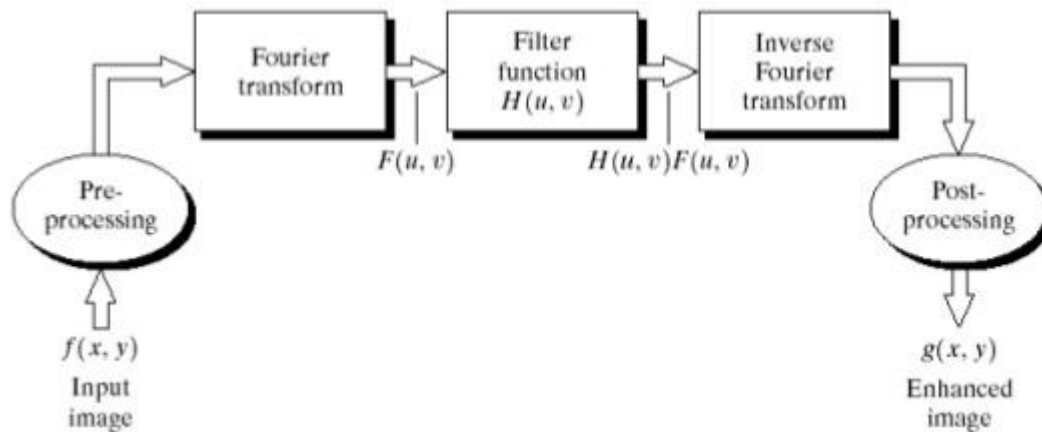 Fourier
transform
Filter
function
H(u, v)
Inverse
Fourier
transform
F(u, v)
H(u, v)F(u, v)
Pre-
processing
Post-
processing
f(x, y)
Input
image
g(x, y)
Enhanced
image